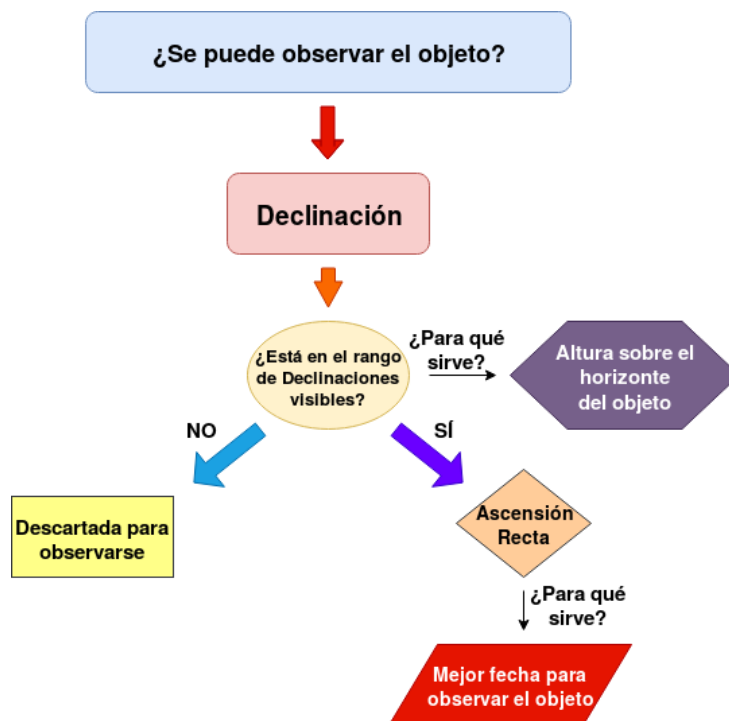 ¿Se puede observar el objeto?
Declinación
¿Está en el rango
de Declinaciones
visibles?
¿Para qué
sirve?
Altura sobre el
horizonte
del objeto
NO
SÍ
Descartada para
observarse
Ascensión
Recta
¿Para qué
sirve?
Mejor fecha para
observar el objeto